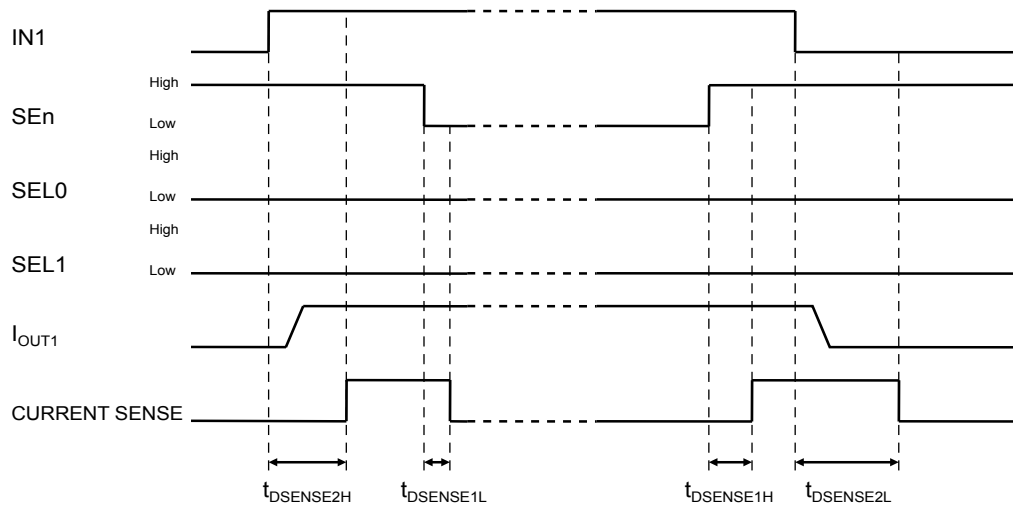 IN1
High
SEn
Low
High
SEL0
Low
High
SEL1
Low
IOUT1
CURRENT SENSE
tDSENSE2H
tDSENSE1L
tDSENSE1H
tDSENSE2L